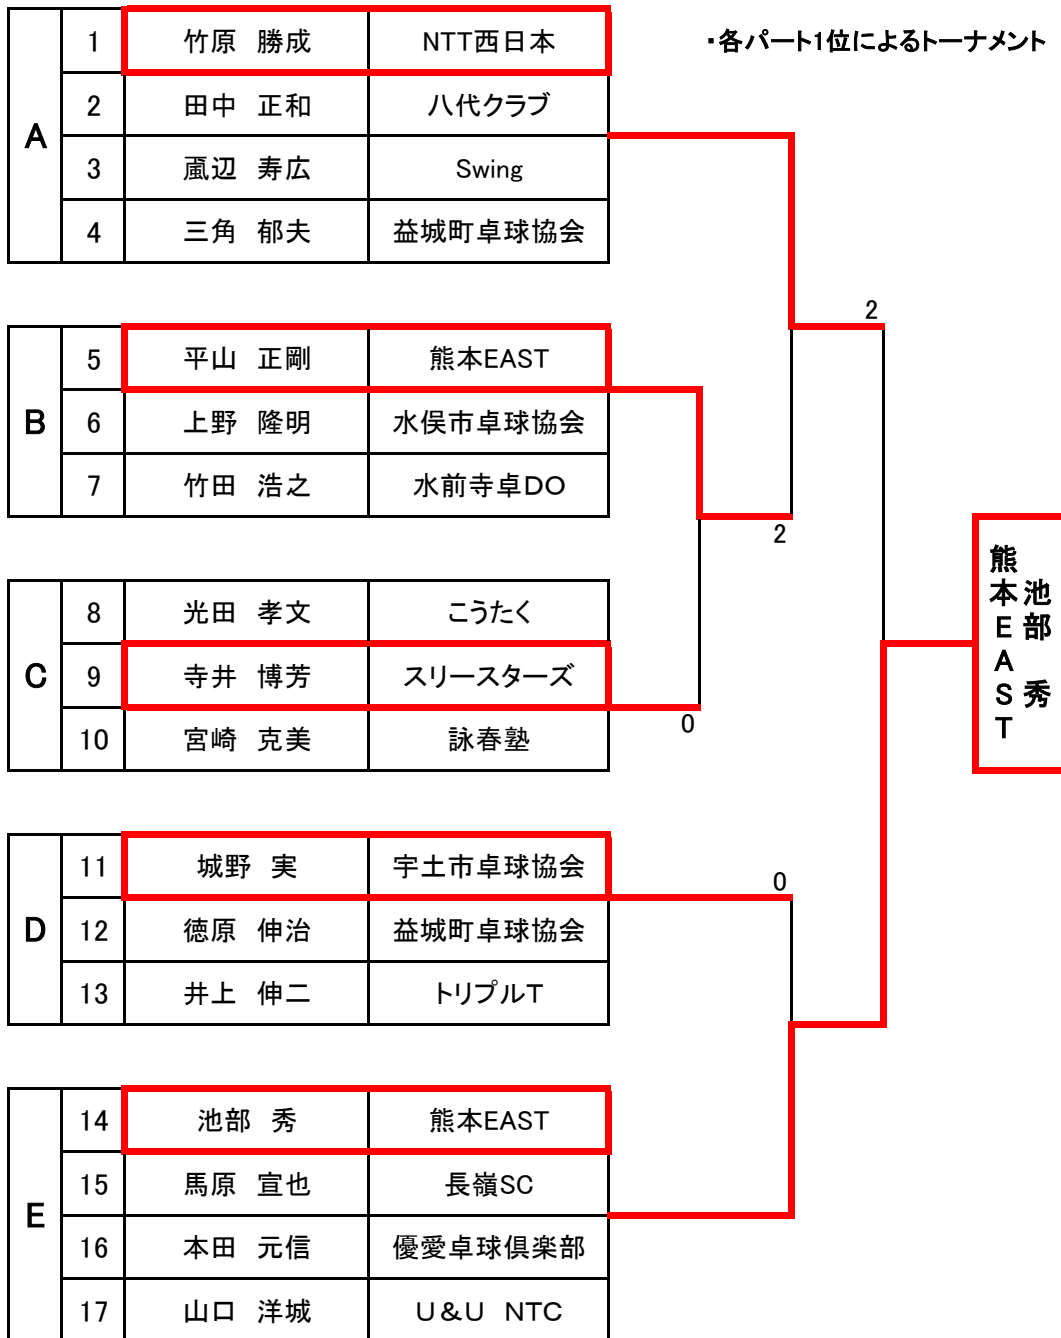 ・各パート1位によるトーナメント
A
1 竹原 勝成 NTT西日本
2 田中 正和 八代クラブ
3 颪辺 寿広 Swing
4 三角 郁夫 益城町卓球協会
2
B
5 平山 正剛 熊本EAST
6 上野 隆明 水俣市卓球協会
7 竹田 浩之 水前寺卓DO
2
C
8 光田 孝文 こうたく
9 寺井 博芳 スリースターズ
10 宮崎 克美 詠春塾
0
池部 秀
熊本EAST
D
11 城野 実 宇土市卓球協会
12 徳原 伸治 益城町卓球協会
13 井上 伸二 トリプルT
0
E
14 池部 秀 熊本EAST
15 馬原 宣也 長嶺SC
16 本田 元信 優愛卓球倶楽部
17 山口 洋城 U&U NTC